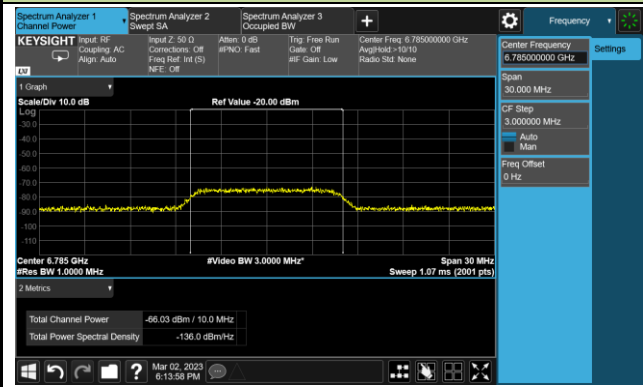 Spectrum Analyzer 1
Channel Power
Spectrum Analyzer 2
Swept SA
Spectrum Analyzer 3
Occupied BW
+
Frequency
KEYSIGHT
Input: RF
Coupling: AC
Align: Auto
Input Z: 50 Ω
Corrections: Off
Freq Ref: Int (S)
NFE: Off
Atten: 0 dB
#PNO: Fast
Trig: Free Run
Gate: Off
#IF Gain: Low
Center Freq: 6.785000000 GHz
Avg|Hold:>10/10
Radio Std: None
LXI
1 Graph
Scale/Div 10.0 dB
Ref Value -20.00 dBm
Log
-30.0
-40.0
-50.0
-60.0
-70.0
-80.0
-90.0
-100
-110
Center 6.785 GHz
#Video BW 3.0000 MHz*
Span 30 MHz
#Res BW 1.0000 MHz
Sweep 1.07 ms (2001 pts)
2 Metrics
Total Channel Power
-66.03 dBm / 10.0 MHz
Total Power Spectral Density
-136.0 dBm/Hz
Center Frequency
6.785000000 GHz
Settings
Span
30.000 MHz
CF Step
3.000000 MHz
Auto
Man
Freq Offset
0 Hz
?
Mar 02, 2023
6:13:58 PM